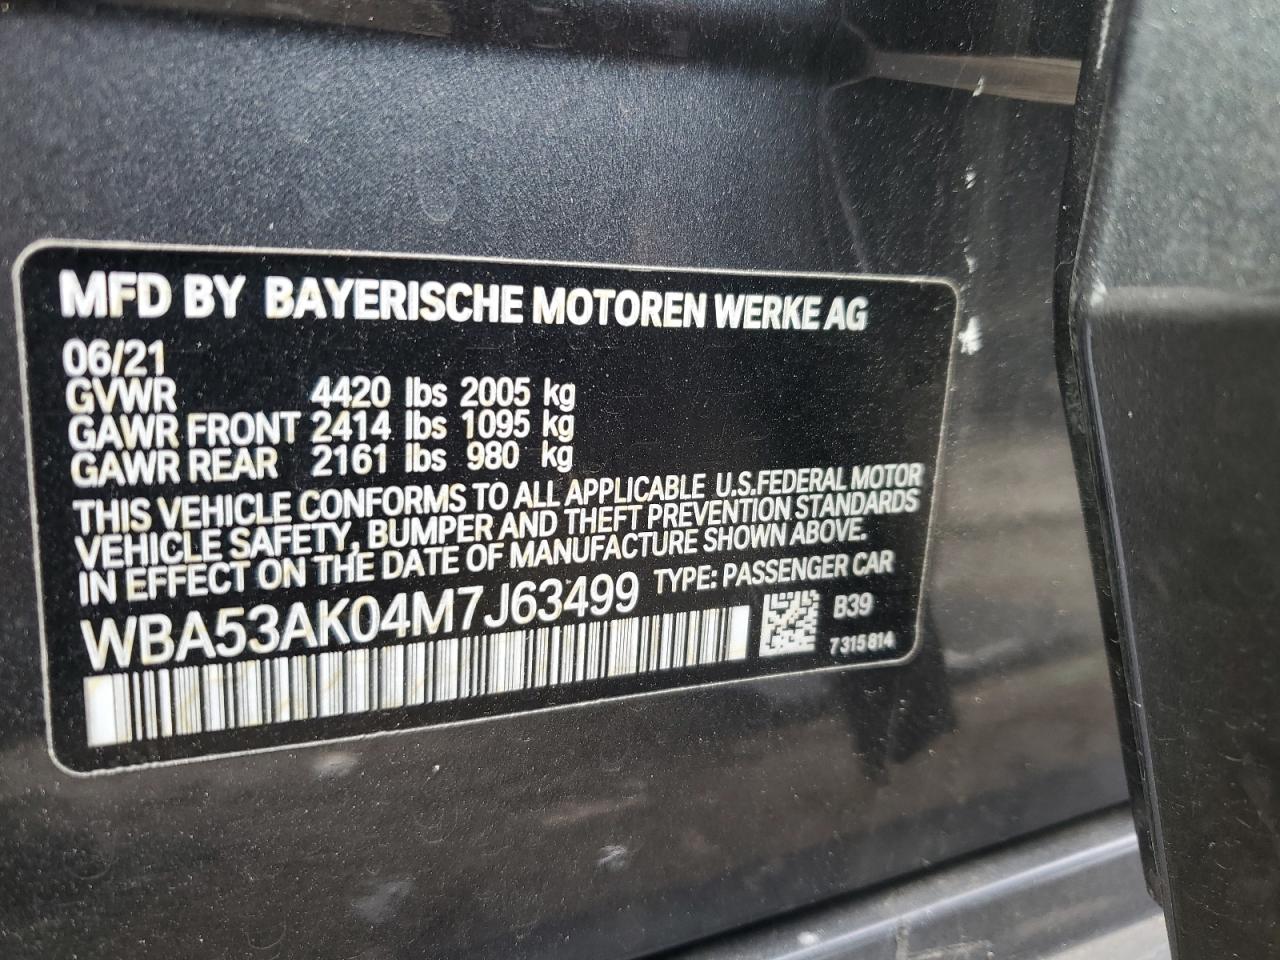 MFD BY BAYERISCHE MOTOREN WERKE AG
06/21
GVWR 4420 lbs 2005 kg
GAWR FRONT 2414 lbs 1095 kg
GAWR REAR 2161 lbs 980 kg
THIS VEHICLE CONFORMS TO ALL APPLICABLE U.S.FEDERAL MOTOR
VEHICLE SAFETY, BUMPER AND THEFT PREVENTION STANDARDS
IN EFFECT ON THE DATE OF MANUFACTURE SHOWN ABOVE.
WBA53AK04M7J63499 TYPE: PASSENGER CAR
B39
7315814